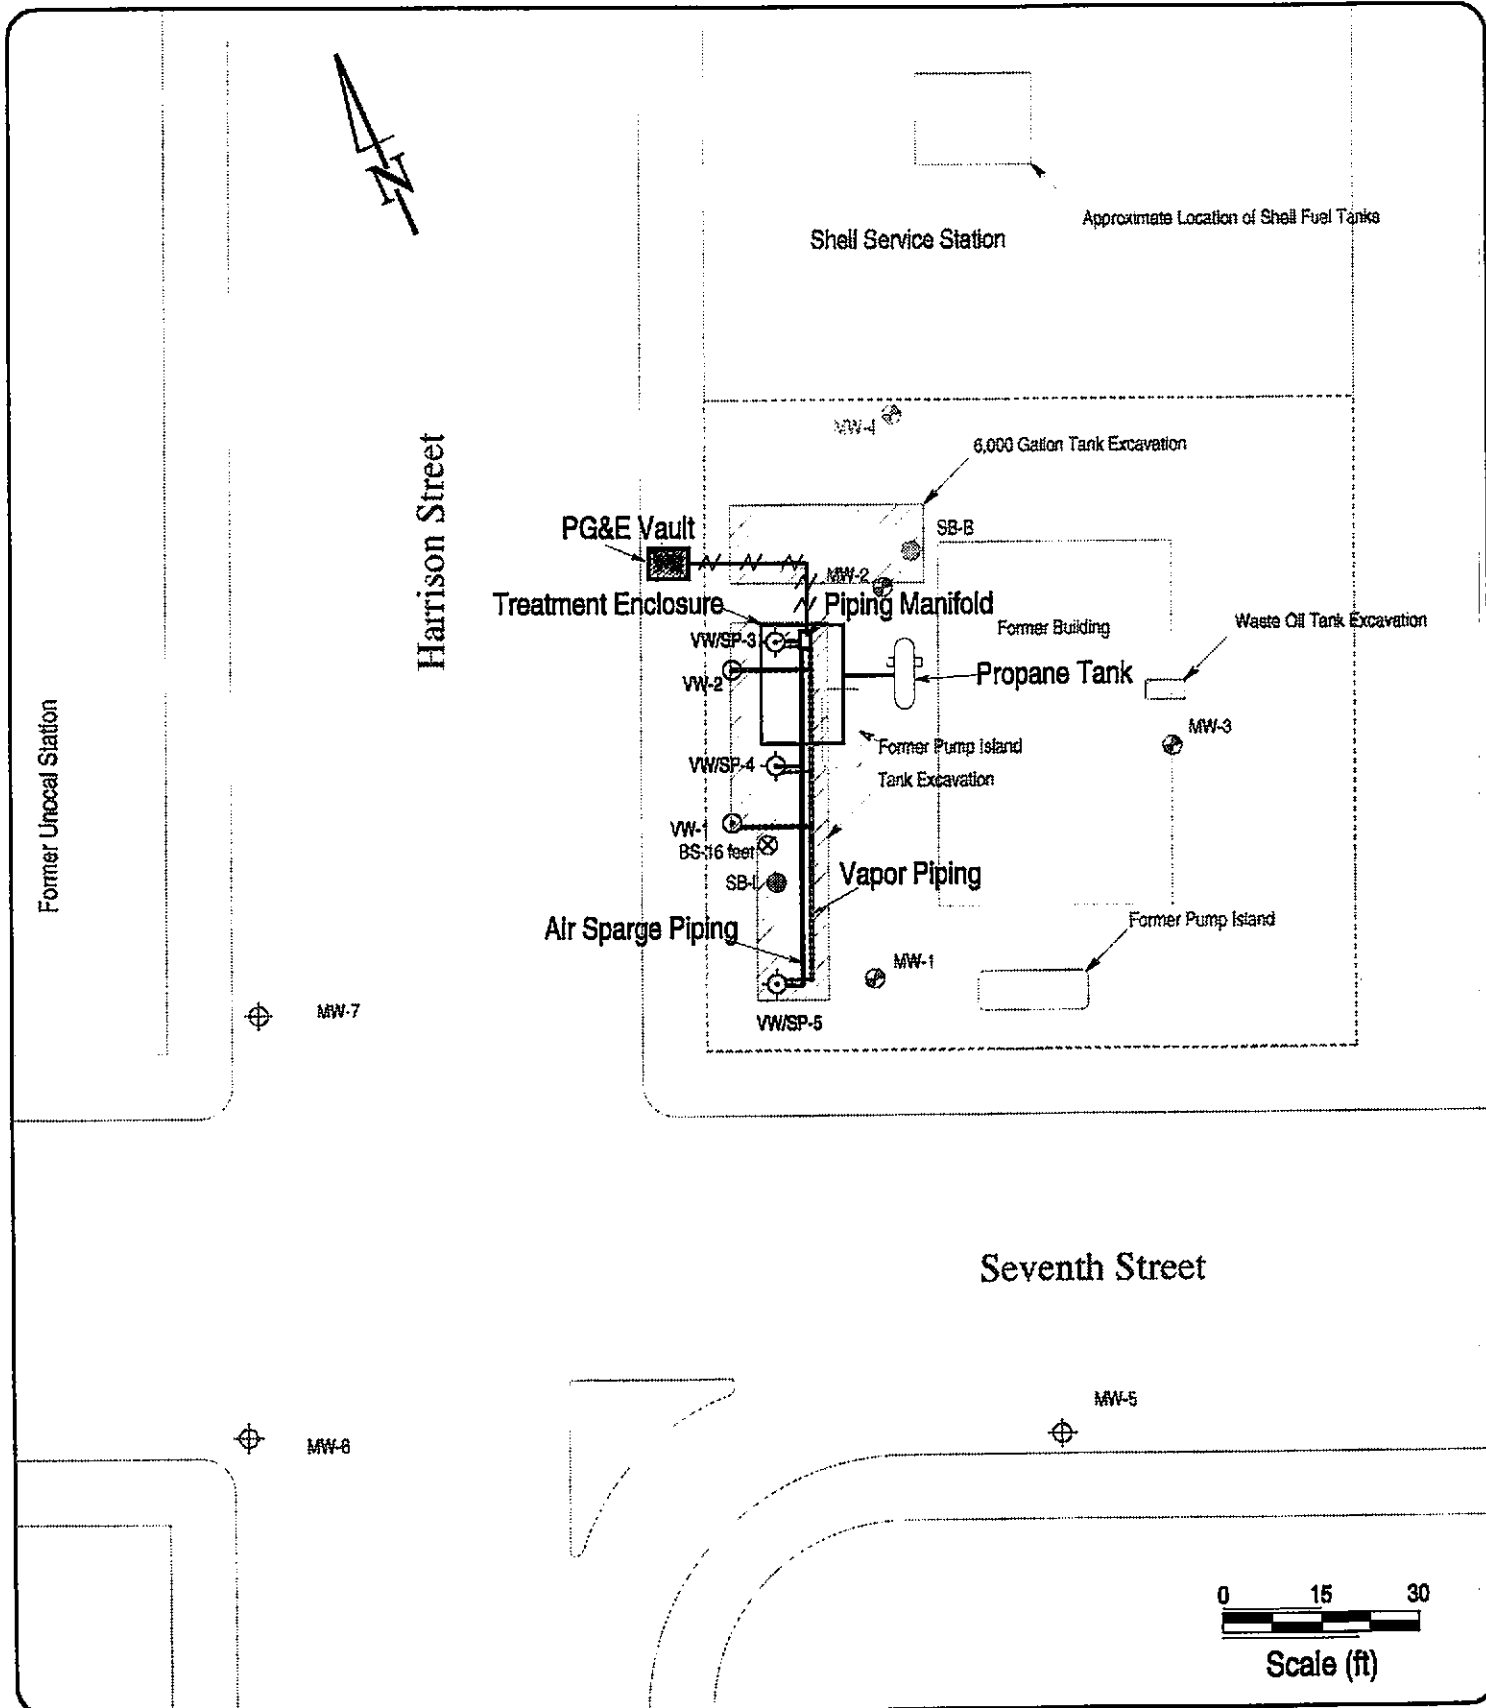 N
Approximate Location of Shell Fuel Tanks
Shell Service Station
MW-4
6,000 Gallon Tank Excavation
Harrison Street
PG&E Vault
SB-B
MW-2
Treatment Enclosure
Piping Manifold
Former Building
Waste Oil Tank Excavation
VW/SP-3
VW-2
Propane Tank
Former Unocal Station
MW-3
Former Pump Island
Tank Excavation
VW/SP-4
VW-1
BS-16 feet
SB-I
Vapor Piping
Air Sparge Piping
Former Pump Island
MW-1
MW-7
VW/SP-5
Seventh Street
MW-5
MW-6
0 15 30
Scale (ft)